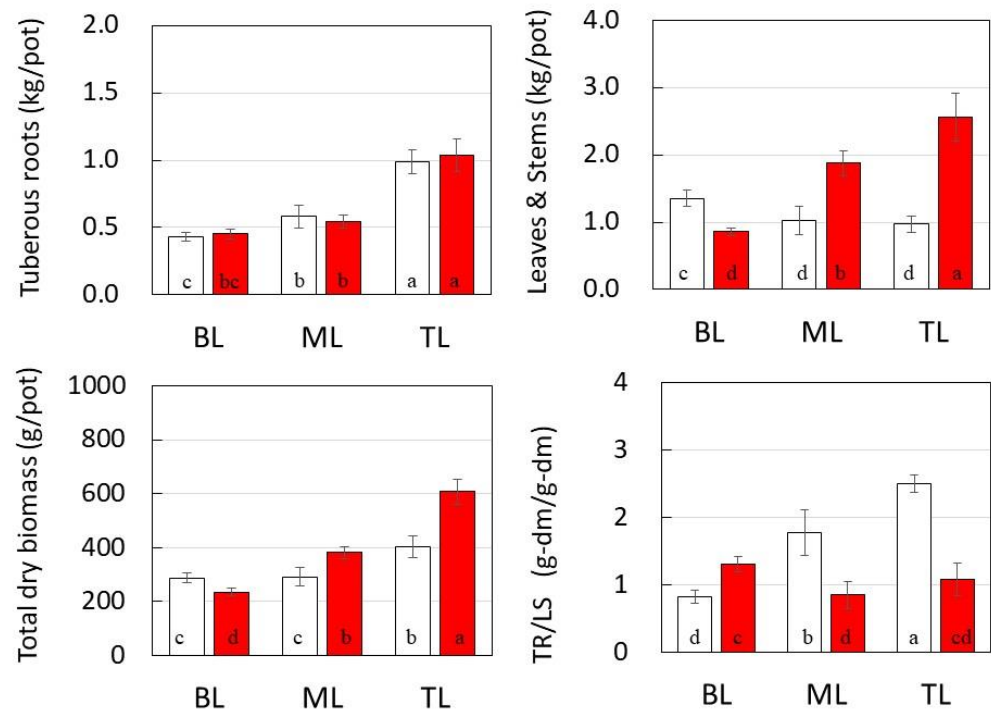 Tuberous roots (kg/pot)
2.0
1.5
1.0
0.5
0.0
c bc b b a a
BL ML TL
Leaves & Stems (kg/pot)
4.0
3.0
2.0
1.0
4.0
c d d b d a
BL ML TL
Total dry biomass (g/pot)
1000
800
600
400
200
0
c d c b b a
BL ML TL
TR/LS (g-dm/g-dm)
4
3
2
1
0
d c b d a cd
BL ML TL